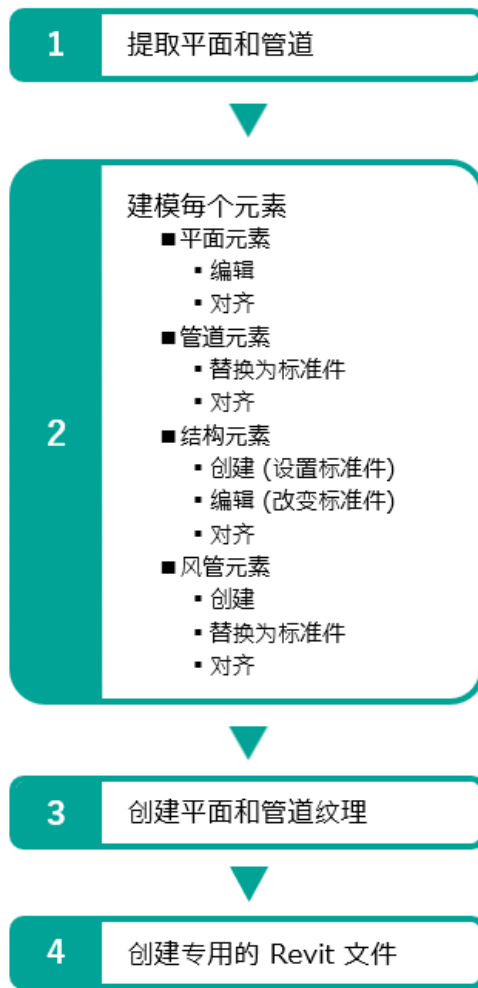 1 提取平面和管道
建模每个元素
■平面元素
▪编辑
▪对齐
■管道元素
▪替换为标准件
▪对齐
2
■结构元素
▪创建 (设置标准件)
▪编辑 (改变标准件)
▪对齐
■风管元素
▪创建
▪替换为标准件
▪对齐
3 创建平面和管道纹理
4 创建专用的 Revit 文件